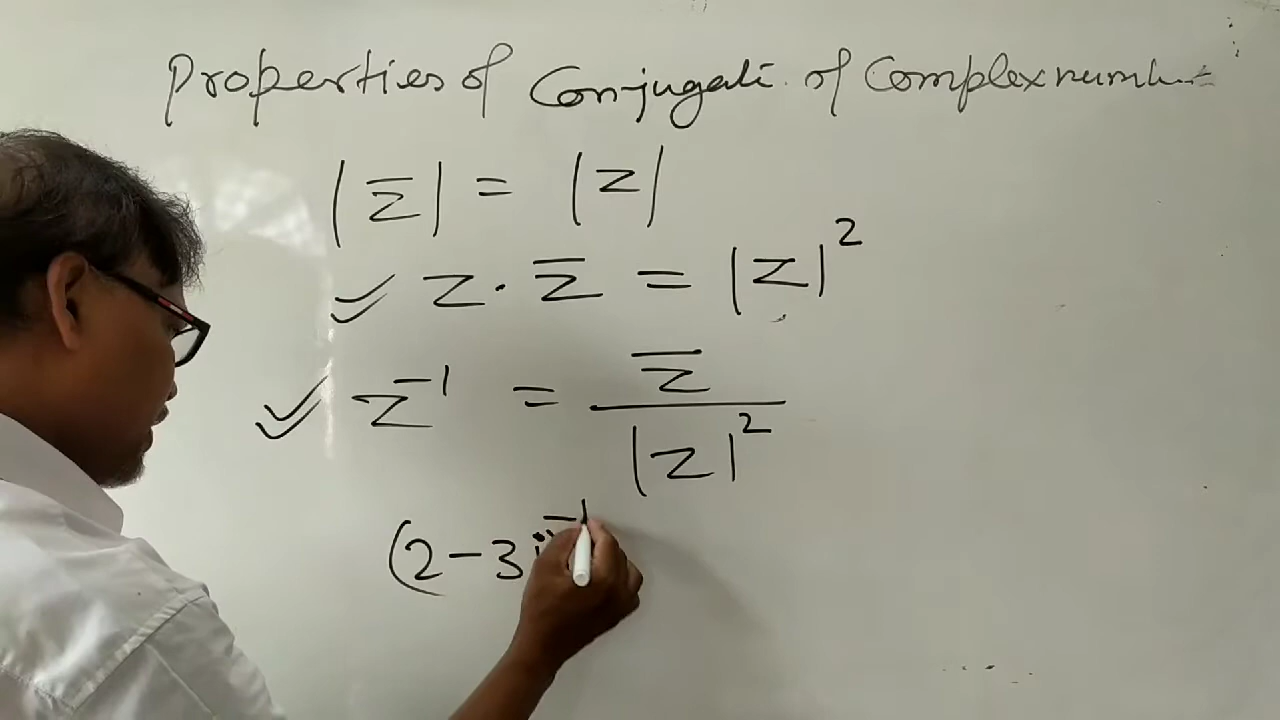 Properties of Conjugate of Complex number
|z̅| = |z|
z · z̅ = |z|²
z⁻¹ = z̅ / |z|²
(2-3i)⁻¹